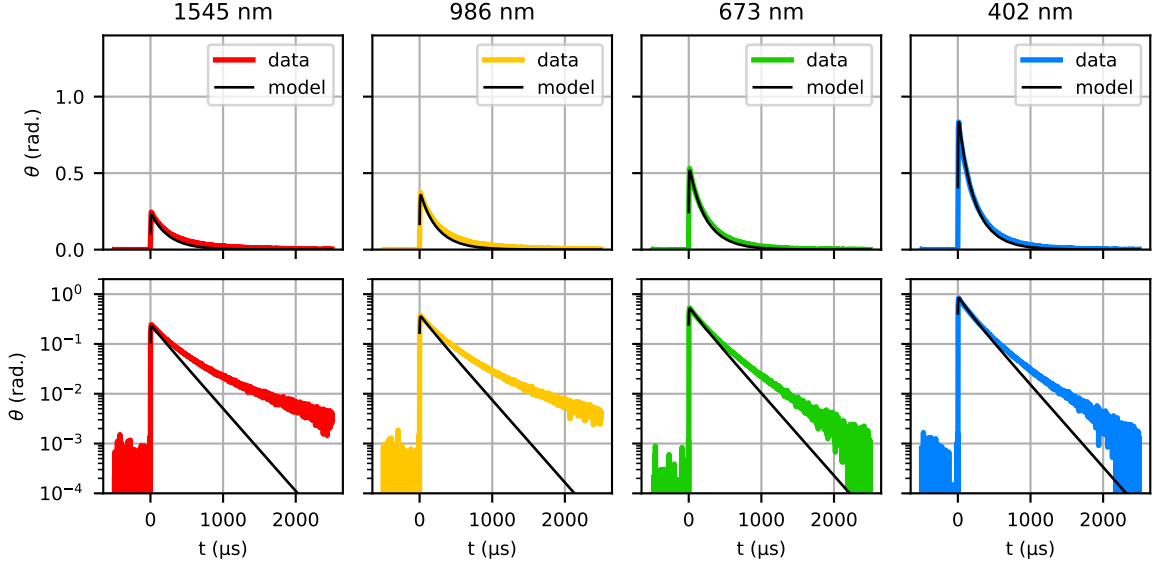 1545 nm 986 nm 673 nm 402 nm
data data data data
model model model model
1.0
0.5
0.0
θ (rad.)
10⁰
10⁻¹
10⁻²
10⁻³
10⁻⁴
θ (rad.)
0 1000 2000 0 1000 2000 0 1000 2000 0 1000 2000
t (µs) t (µs) t (µs) t (µs)